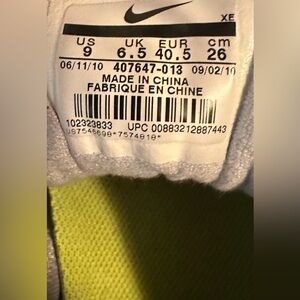 XE
US UK EUR cm
9 6.5 40.5 26
06/11/10 407647-013 09/02/10
MADE IN CHINA
FABRIQUE EN CHINE
102323833 UPC 00883212887443